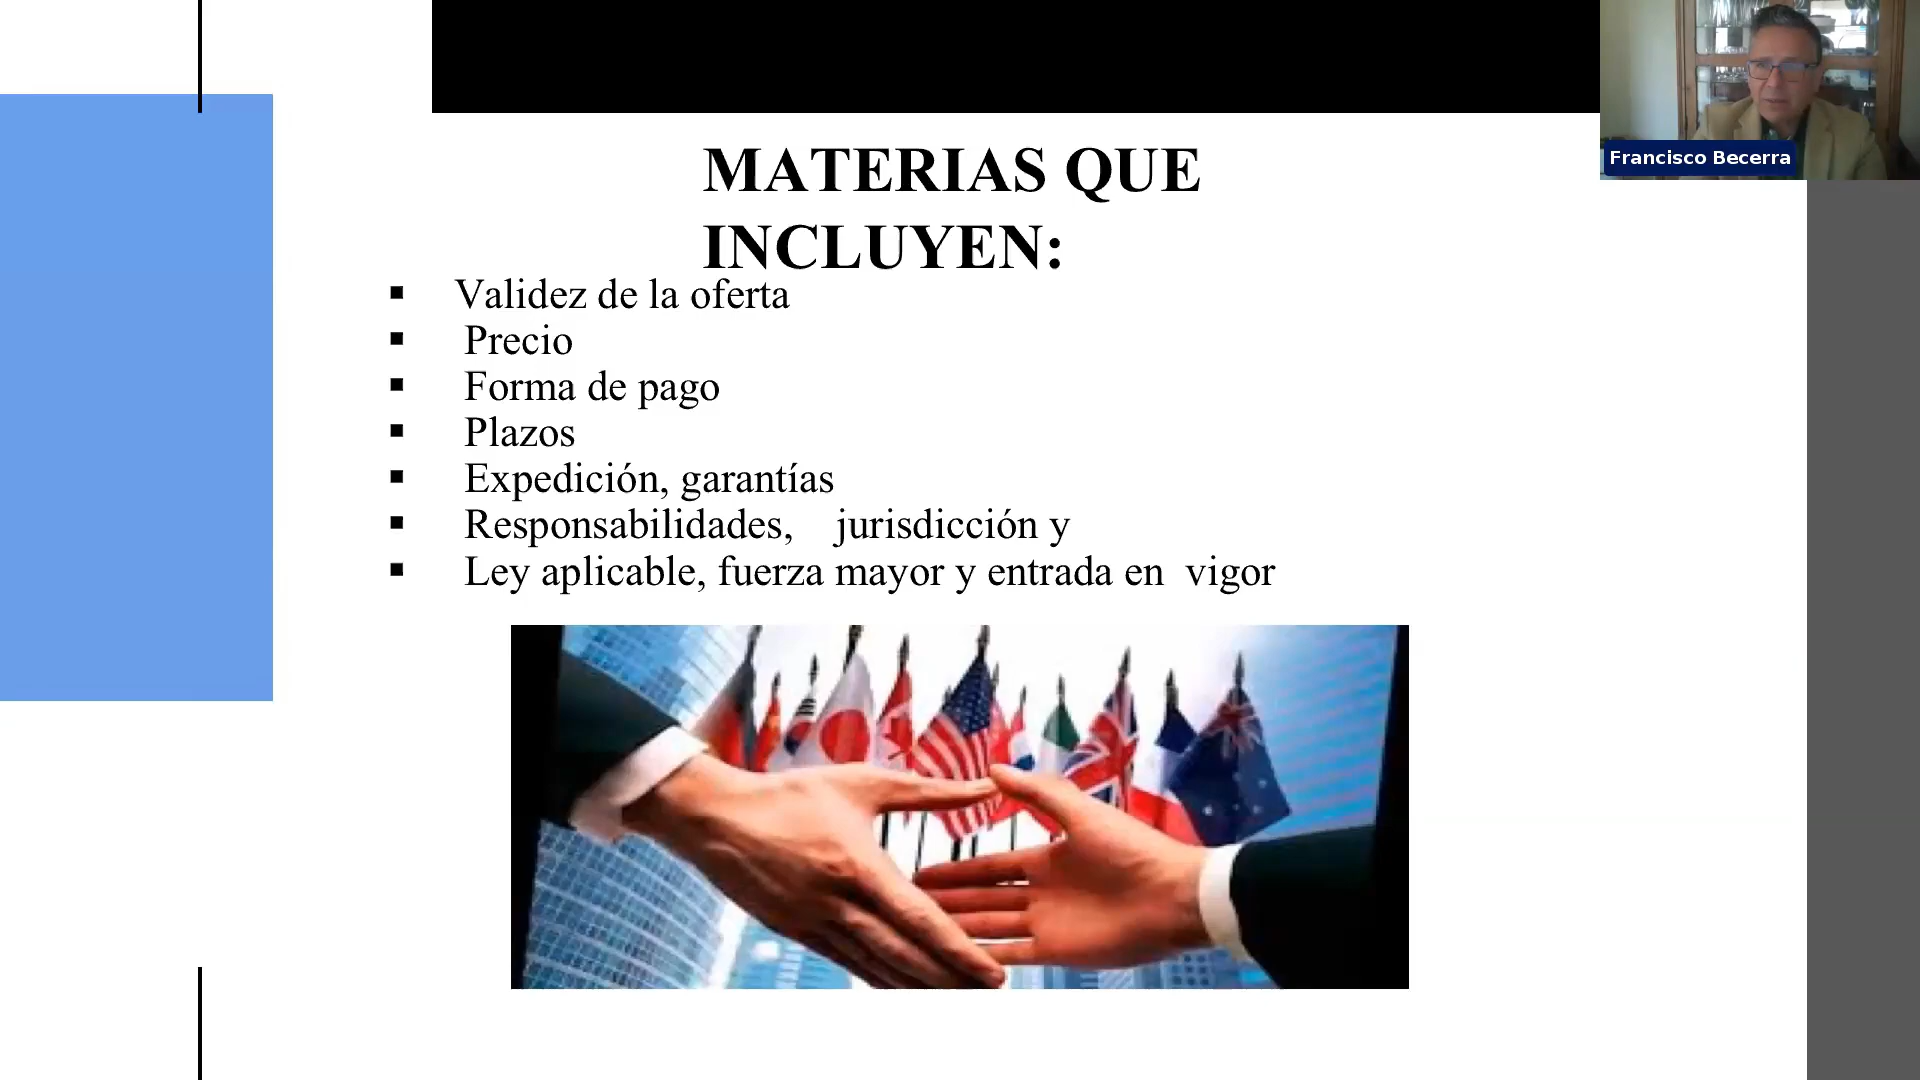 MATERIAS QUE
INCLUYEN:
▪ Validez de la oferta
▪ Precio
▪ Forma de pago
▪ Plazos
▪ Expedición, garantías
▪ Responsabilidades, jurisdicción y
▪ Ley aplicable, fuerza mayor y entrada en vigor
Francisco Becerra